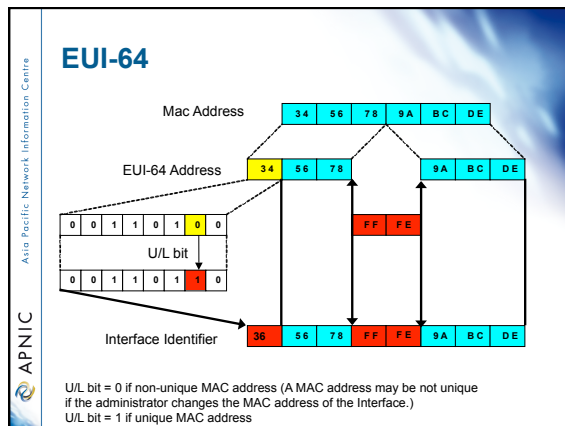 EUI-64
Mac Address
34 56 78 9A BC DE
EUI-64 Address
34 56 78 9A BC DE
FF FE
0 0 1 1 0 1 0 0
U/L bit
0 0 1 1 0 1 1 0
Interface Identifier
36 56 78 FF FE 9A BC DE
U/L bit = 0 if non-unique MAC address (A MAC address may be not unique
if the administrator changes the MAC address of the Interface.)
U/L bit = 1 if unique MAC address
Asia Pacific Network Information Centre
APNIC